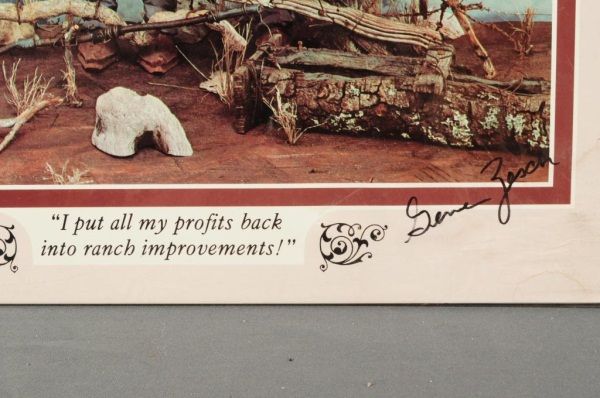 "I put all my profits back
into ranch improvements!"
Gene Zesch